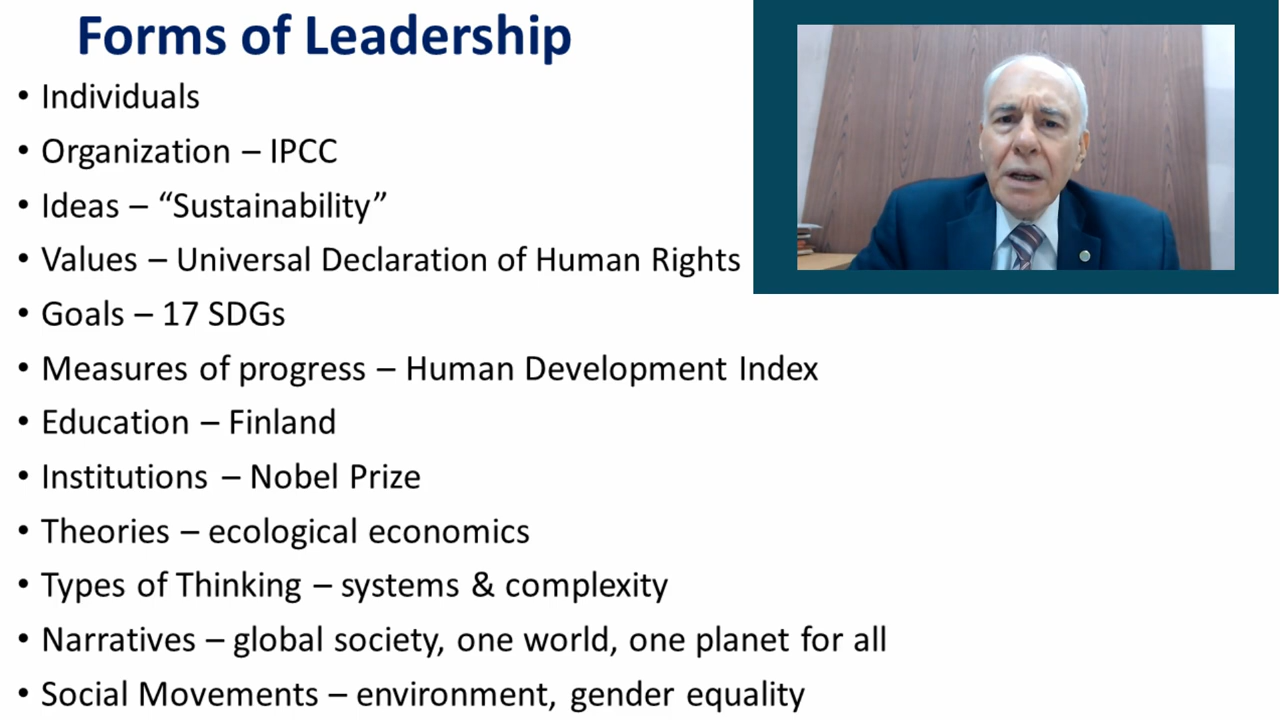 Forms of Leadership
• Individuals
• Organization – IPCC
• Ideas – “Sustainability”
• Values – Universal Declaration of Human Rights
• Goals – 17 SDGs
• Measures of progress – Human Development Index
• Education – Finland
• Institutions – Nobel Prize
• Theories – ecological economics
• Types of Thinking – systems & complexity
• Narratives – global society, one world, one planet for all
• Social Movements – environment, gender equality